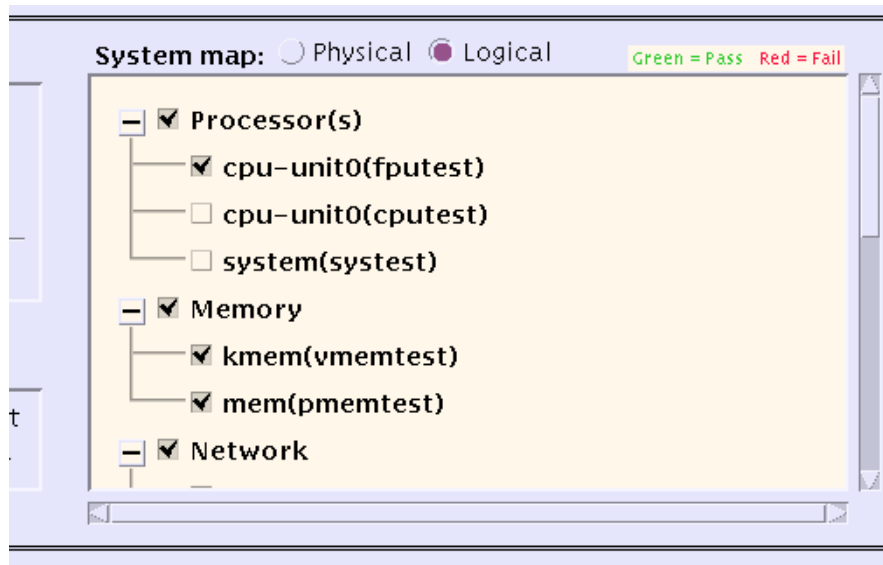 System map: Physical Logical
Green = Pass Red = Fail
Processor(s)
cpu-unit0(fputest)
cpu-unit0(cputest)
system(systest)
Memory
kmem(vmemtest)
mem(pmemtest)
t
Network